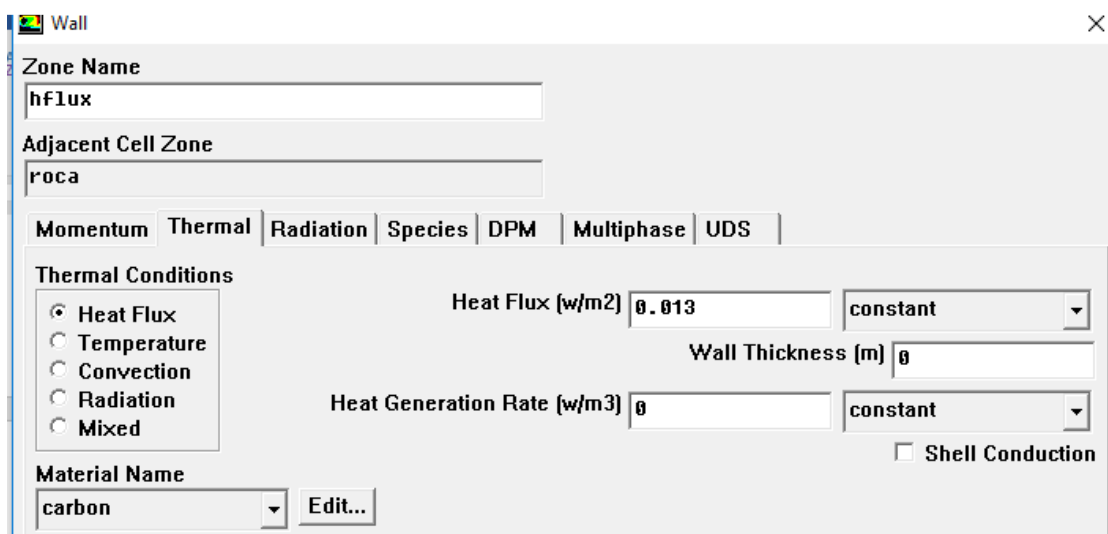 Wall
Zone Name
hflux
Adjacent Cell Zone
roca
Momentum Thermal Radiation Species DPM Multiphase UDS
Thermal Conditions
Heat Flux
Temperature
Convection
Radiation
Mixed
Heat Flux (w/m2) 0.013 constant
Wall Thickness (m) 0
Heat Generation Rate (w/m3) 0 constant
Shell Conduction
Material Name
carbon Edit...